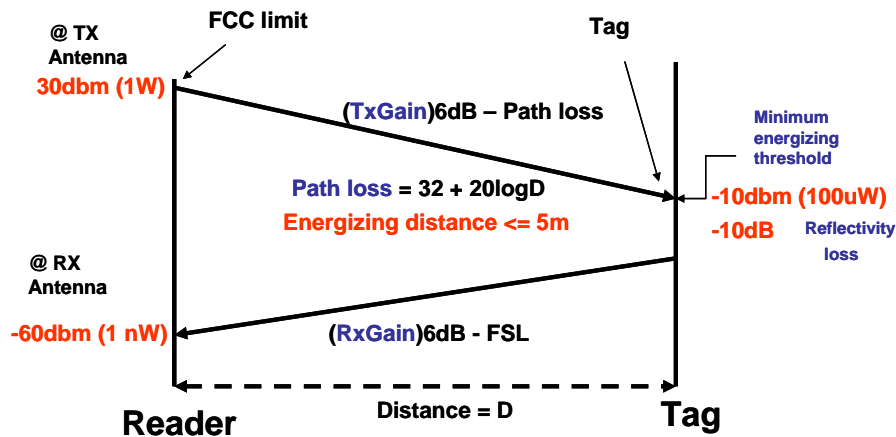 FCC limit
@ TX
Antenna
30dbm (1W)
Tag
(TxGain)6dB – Path loss
Minimum
energizing
threshold
Path loss = 32 + 20logD
Energizing distance <= 5m
-10dbm (100uW)
-10dB Reflectivity
loss
@ RX
Antenna
-60dbm (1 nW)
(RxGain)6dB - FSL
Distance = D
Reader
Tag